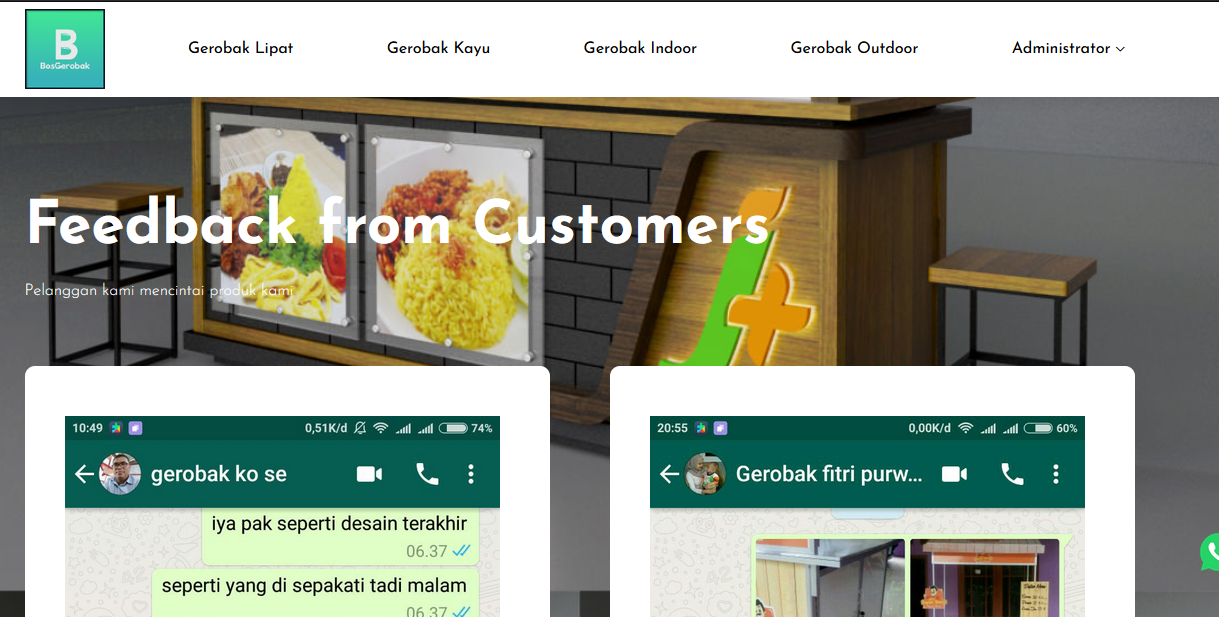 B
BosGerobak
Gerobak Lipat
Gerobak Kayu
Gerobak Indoor
Gerobak Outdoor
Administrator
Feedback from Customers
Pelanggan kami mencintai produk kami
10:49
0,51K/d
74%
gerobak ko se
iya pak seperti desain terakhir
06.37
seperti yang di sepakati tadi malam
06.37
20:55
0,00K/d
60%
Gerobak fitri purw...